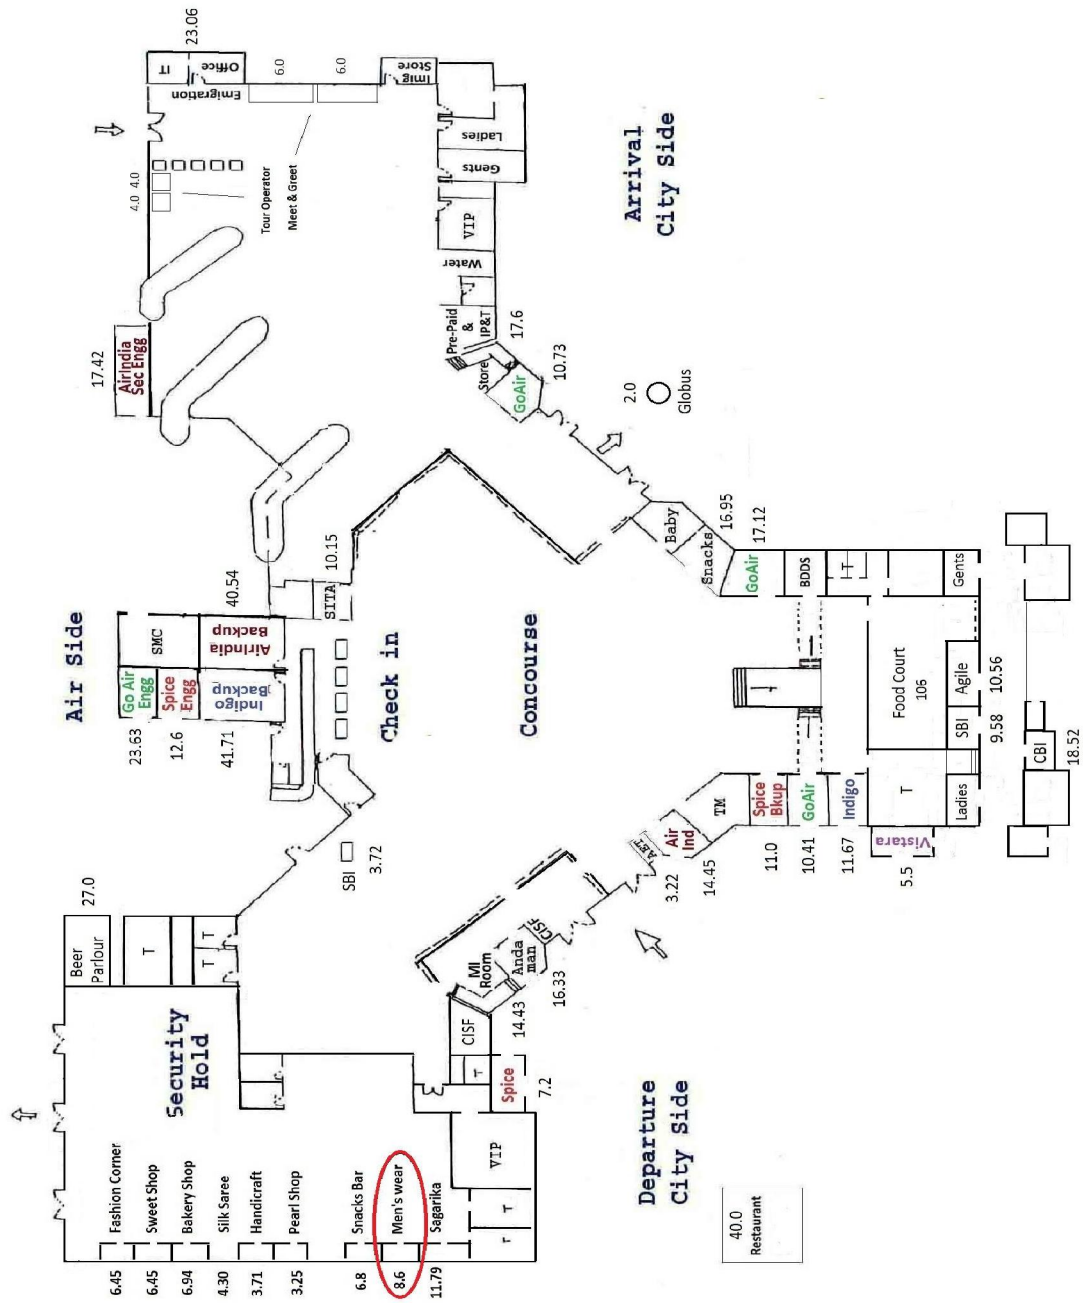 23.06
IT
Office
Emigration
6.0
6.0
Imig
Store
4.0 4.0
Tour Operator
Meet & Greet
Ladies
Gents
VIP
Water
Pre-Paid
&
IP&T
17.6
Store
GoAir
10.73
Arrival
City Side
2.0
Globus
17.42
AirIndia
Sec Engg
Air Side
SMC
Go Air
Engg
Spice
Engg
AirIndia
Backup
Indigo
Backup
40.54
23.63
12.6
41.71
SITA
10.15
Check in
Concourse
Baby
Snacks
16.95
17.12
GoAir
BDDS
T
Gents
Food Court
106
Agile
10.56
SBI
9.58
Ladies
T
CBI
18.52
Vistara
5.5
Indigo
11.67
GoAir
10.41
Spice
Bkup
11.0
TM
Air
Ind
14.45
AET
3.22
SBI
3.72
27.0
Beer
Parlour
T
T
T
Security
Hold
CISF
Anda
man
16.33
MI
Room
14.43
CISF
T
Spice
7.2
VIP
T
T
Departure
City Side
40.0
Restaurant
6.45 Fashion Corner
6.45 Sweet Shop
6.94 Bakery Shop
4.30 Silk Saree
3.71 Handicraft
3.25 Pearl Shop
6.8 Snacks Bar
8.6 Men's wear
11.79 Sagarika